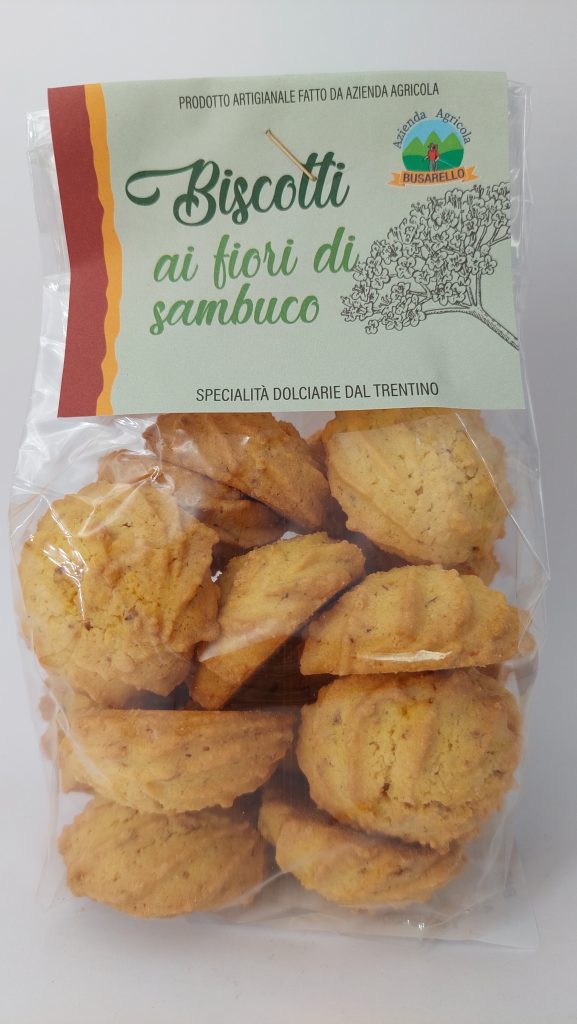 PRODOTTO ARTIGIANALE FATTO DA AZIENDA AGRICOLA
Azienda Agricola
BUSARELLO
Biscotti
ai fiori di
sambuco
SPECIALITÀ DOLCIARIE DAL TRENTINO